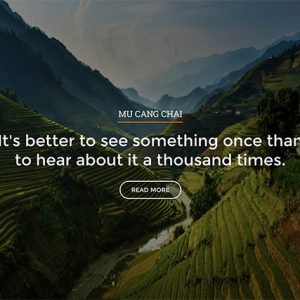 MU CANG CHAI
It's better to see something once than
to hear about it a thousand times.
READ MORE